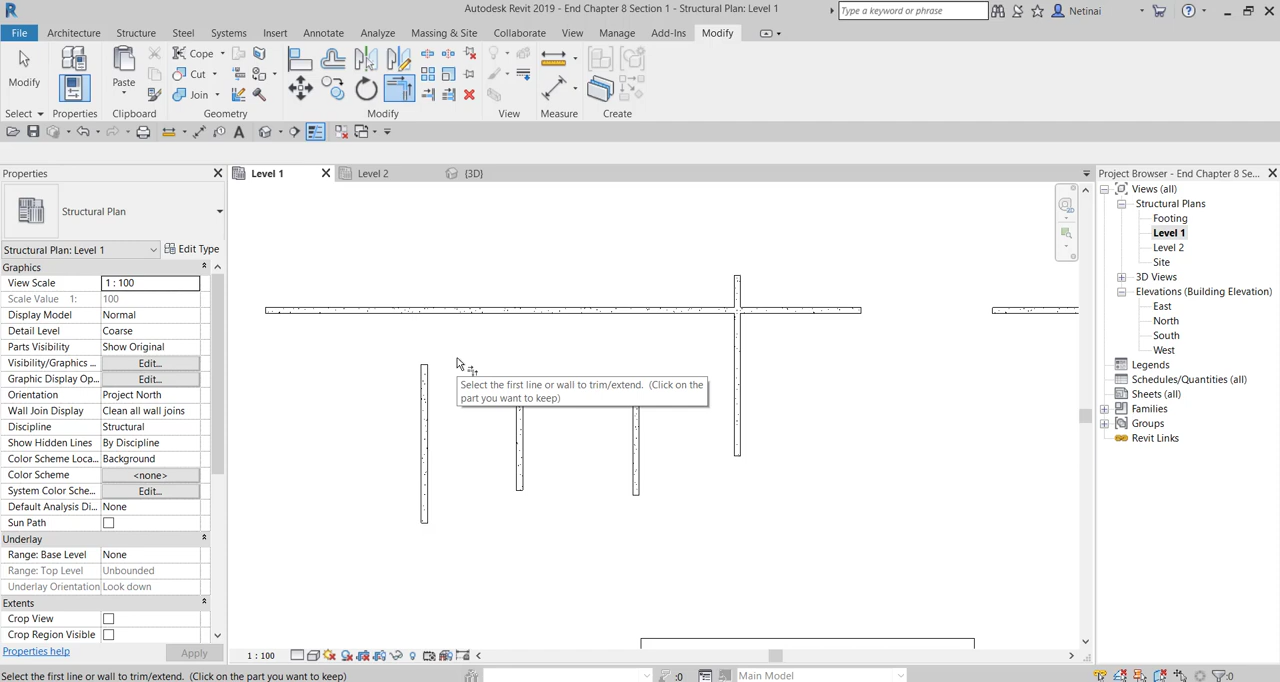 Autodesk Revit 2019 - End Chapter 8 Section 1 - Structural Plan: Level 1
Type a keyword or phrase
Netinai
File Architecture Structure Steel Systems Insert Annotate Analyze Massing & Site Collaborate View Manage Add-Ins Modify
Modify Paste Cope Cut Join
Select Properties Clipboard Geometry Modify View Measure Create
Properties
Level 1 Level 2 {3D}
Project Browser - End Chapter 8 Se...
Structural Plan
Structural Plan: Level 1 Edit Type
Graphics
View Scale 1 : 100
Scale Value 1: 100
Display Model Normal
Detail Level Coarse
Parts Visibility Show Original
Visibility/Graphics ... Edit...
Graphic Display Op... Edit...
Orientation Project North
Wall Join Display Clean all wall joins
Discipline Structural
Show Hidden Lines By Discipline
Color Scheme Loca... Background
Color Scheme <none>
System Color Sche... Edit...
Default Analysis Di... None
Sun Path
Underlay
Range: Base Level None
Range: Top Level Unbounded
Underlay Orientation Look down
Extents
Crop View
Crop Region Visible
Properties help Apply
Select the first line or wall to trim/extend. (Click on the
part you want to keep)
Views (all)
Structural Plans
Footing
Level 1
Level 2
Site
3D Views
Elevations (Building Elevation)
East
North
South
West
Legends
Schedules/Quantities (all)
Sheets (all)
Families
Groups
Revit Links
1 : 100
Select the first line or wall to trim/extend. (Click on the part you want to keep)
:0
Main Model
:0